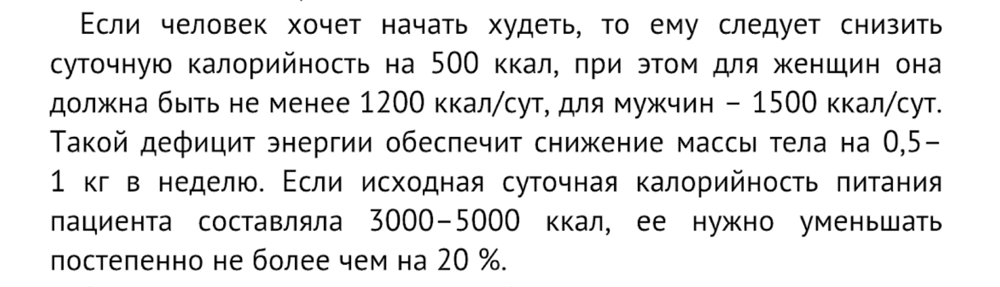 Если человек хочет начать худеть, то ему следует снизить
суточную калорийность на 500 ккал, при этом для женщин она
должна быть не менее 1200 ккал/сут, для мужчин – 1500 ккал/сут.
Такой дефицит энергии обеспечит снижение массы тела на 0,5–
1 кг в неделю. Если исходная суточная калорийность питания
пациента составляла 3000–5000 ккал, ее нужно уменьшать
постепенно не более чем на 20 %.